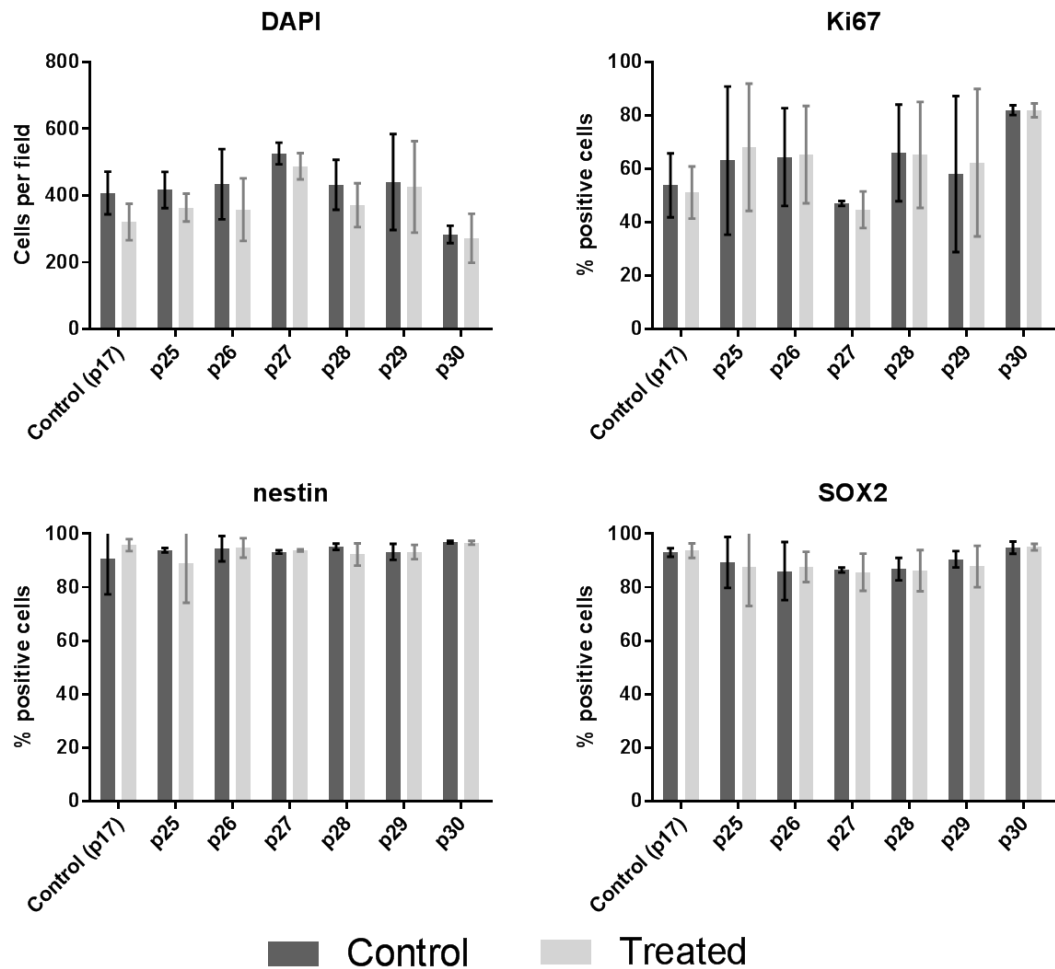 DAPI
Cells per field
800
600
400
200
0
Control (p17)
p25
p26
p27
p28
p29
p30
Ki67
% positive cells
100
80
60
40
20
0
Control (p17)
p25
p26
p27
p28
p29
p30
nestin
% positive cells
100
80
60
40
20
0
Control (p17)
p25
p26
p27
p28
p29
p30
SOX2
% positive cells
100
80
60
40
20
0
Control (p17)
p25
p26
p27
p28
p29
p30
Control
Treated